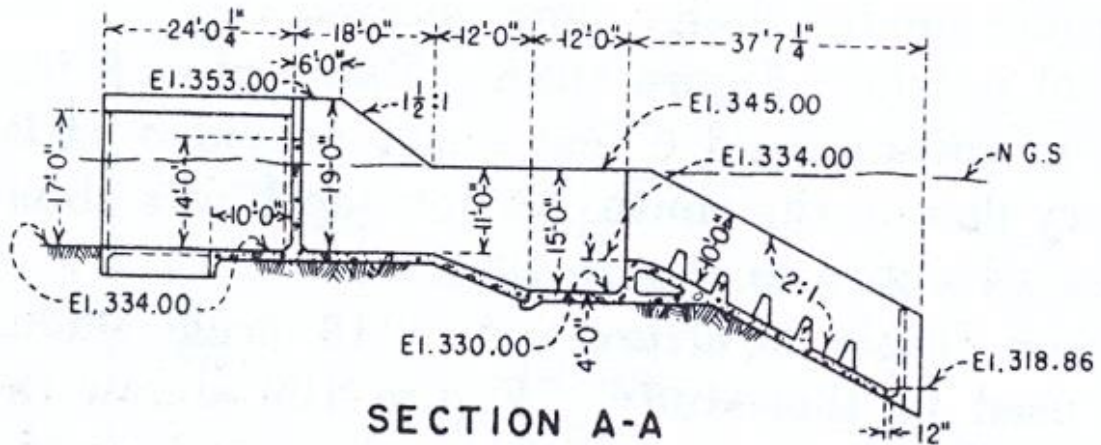 24'0 1/4" 18'-0" 12'-0" 12'-0" 37'7 1/4"
6'0"
El.353.00 1 1/2:1 El.345.00
El.334.00 N G.S
17'-0" 14'-0" 19'-0" 11'-0" 15'-0"
10'0" 10'0" 2:1
El.334.00
El.330.00 4'-0" El.318.86
12"
SECTION A-A